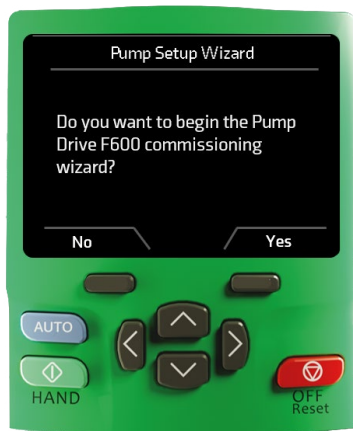 Pump Setup Wizard
Do you want to begin the Pump
Drive F600 commissioning
wizard?
No
Yes
AUTO
HAND
OFF
Reset